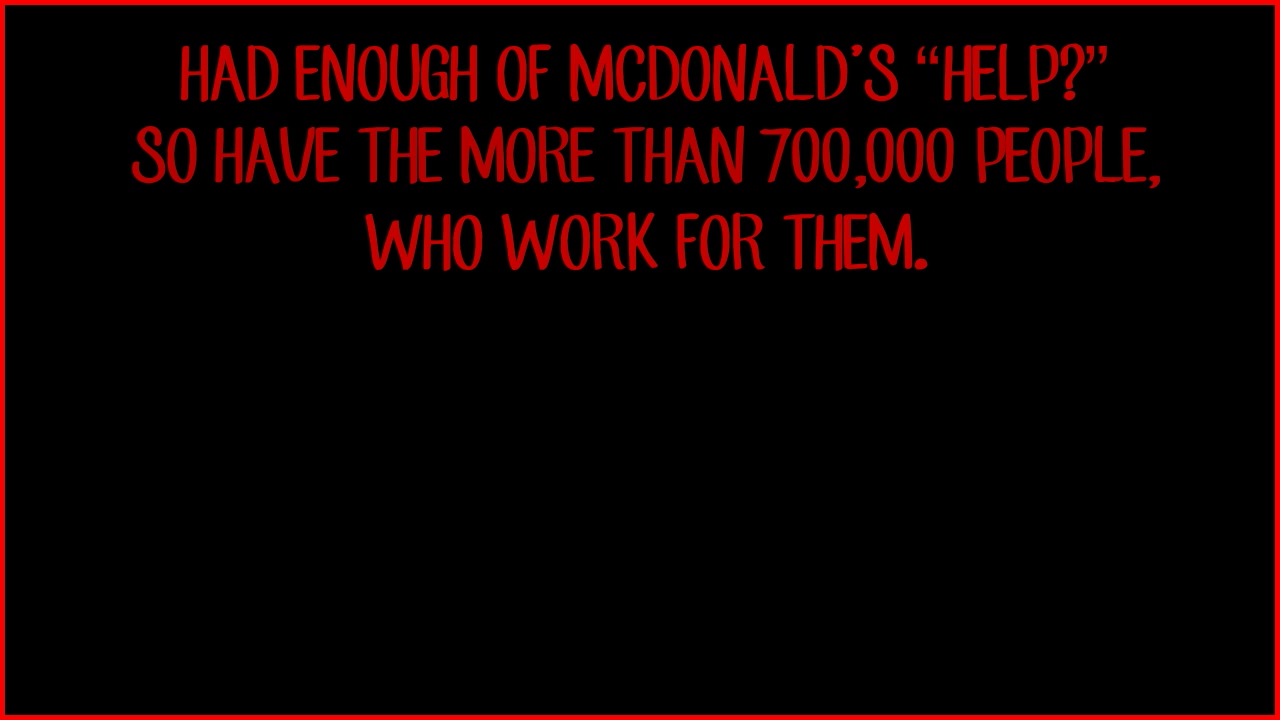 HAD ENOUGH OF MCDONALD’S “HELP?”
SO HAVE THE MORE THAN 700,000 PEOPLE,
WHO WORK FOR THEM.